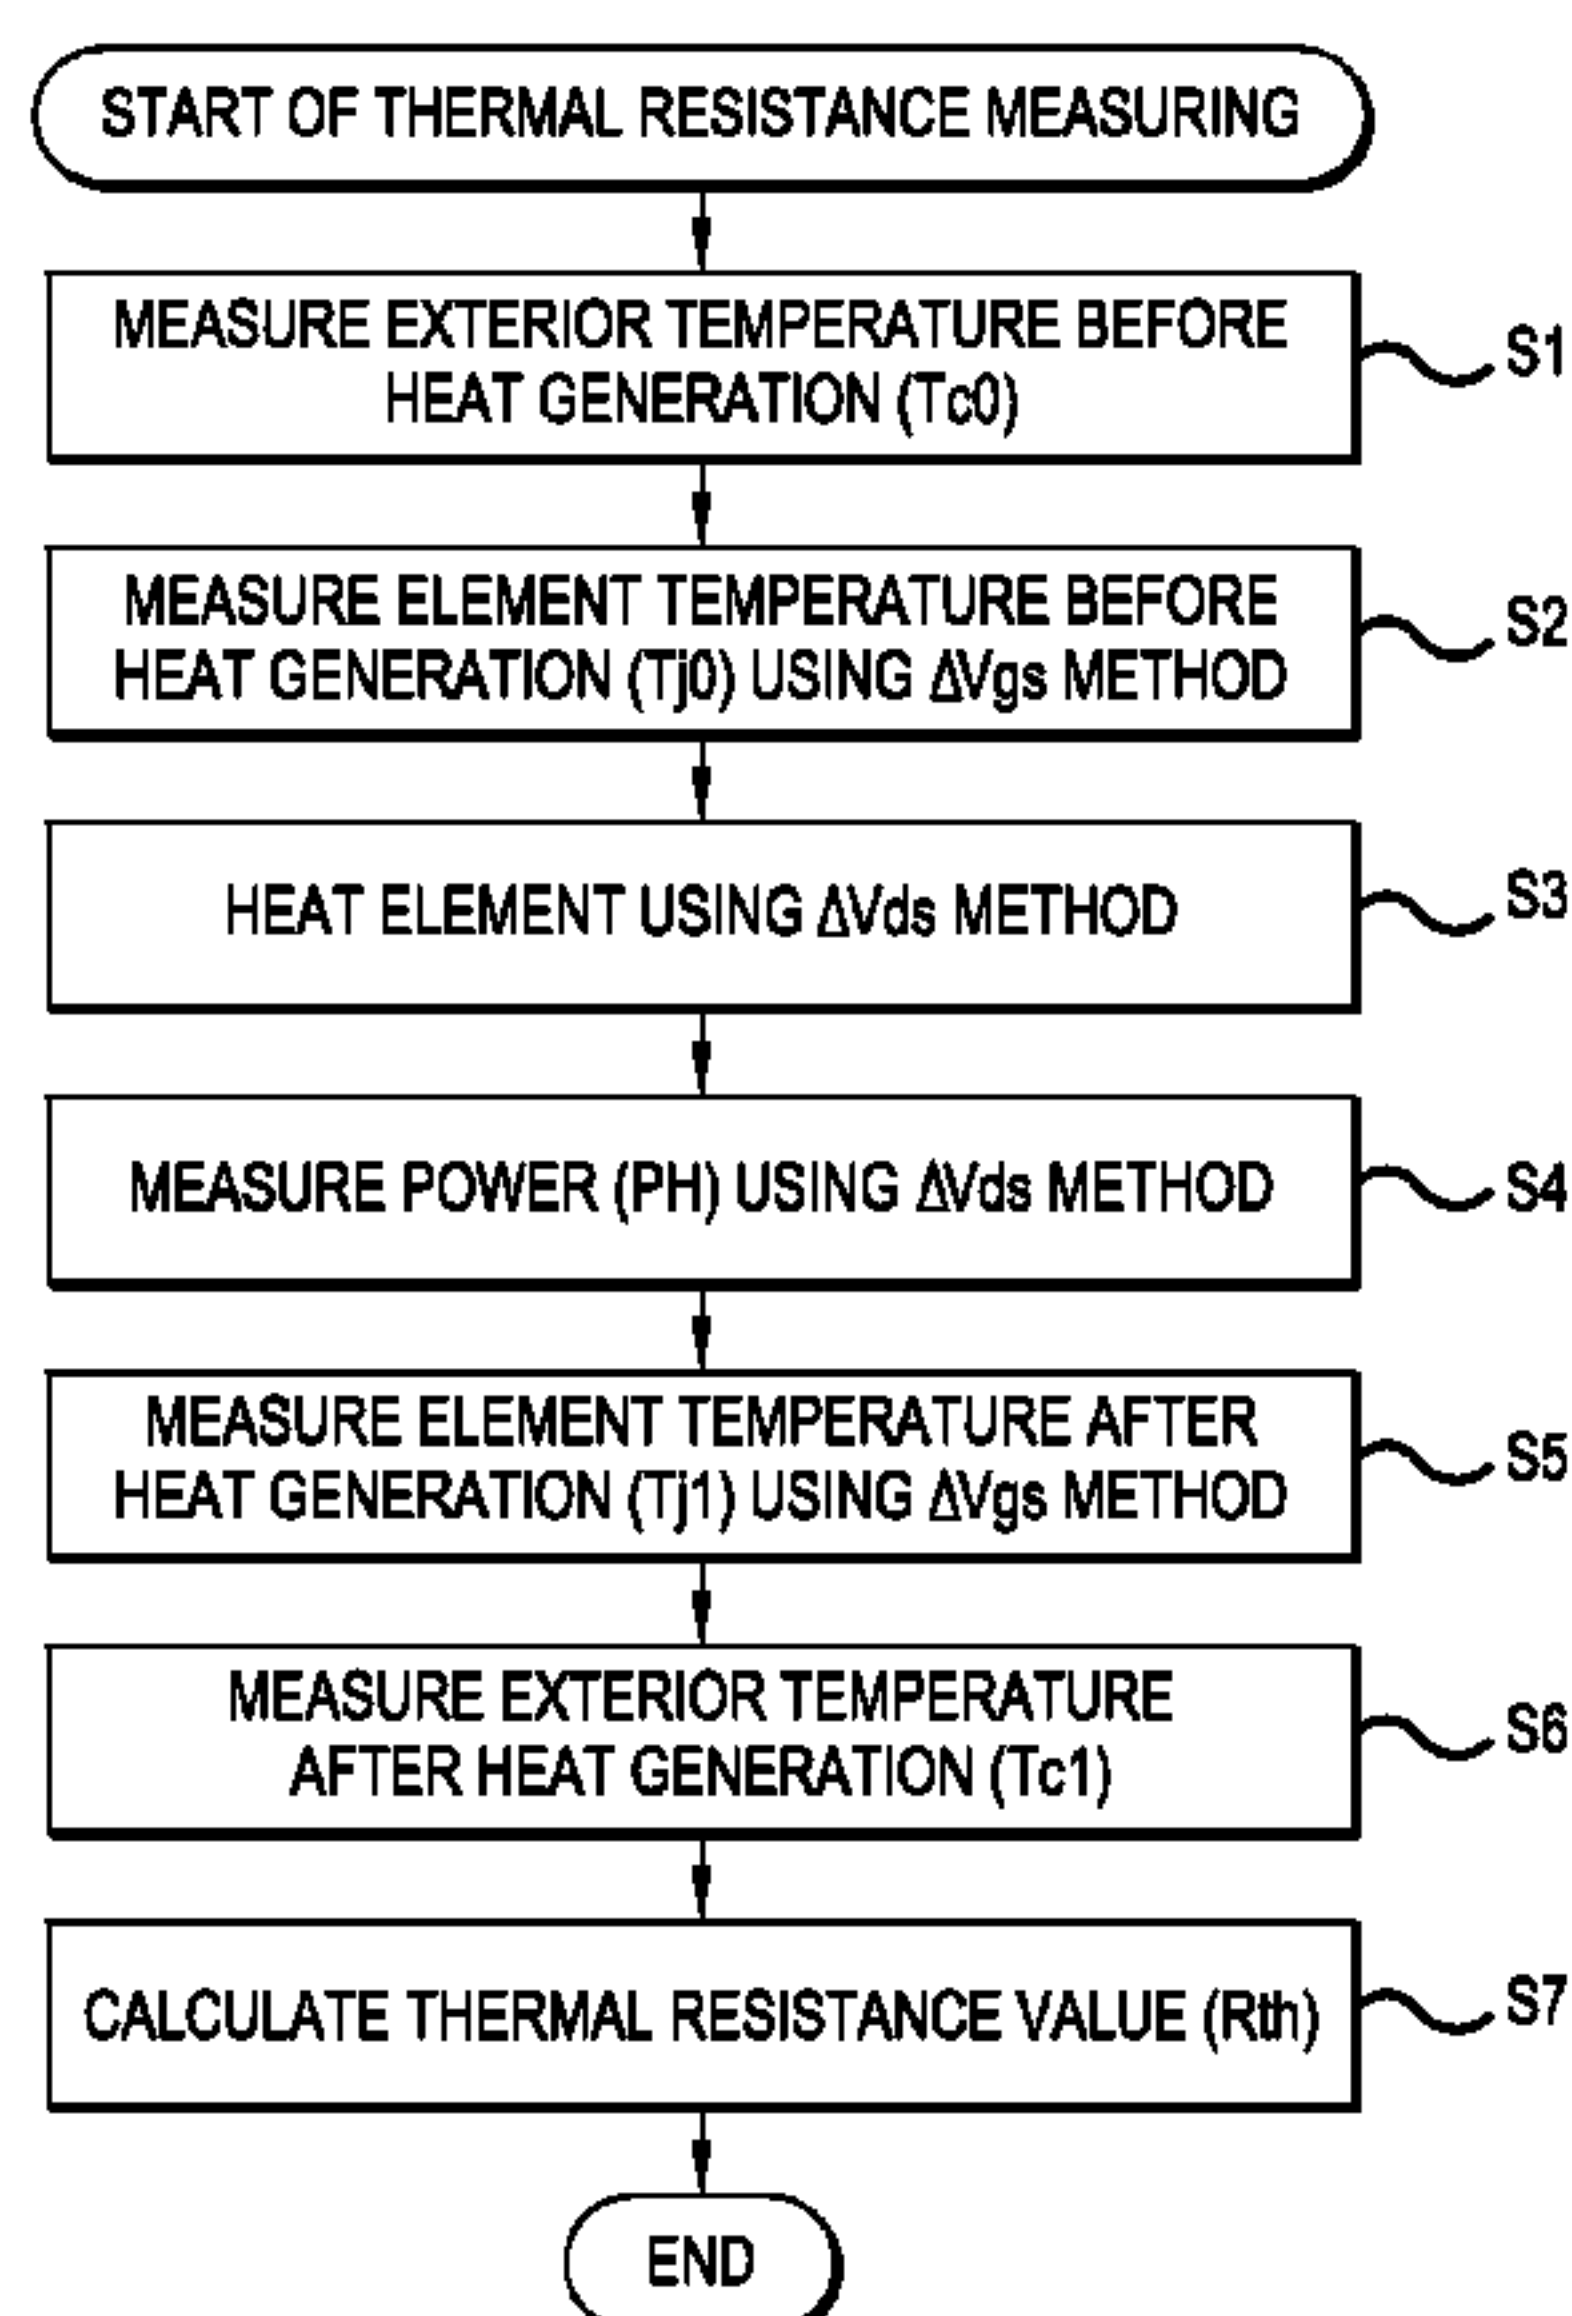 START OF THERMAL RESISTANCE MEASURING
MEASURE EXTERIOR TEMPERATURE BEFORE
HEAT GENERATION (Tc0)
S1
MEASURE ELEMENT TEMPERATURE BEFORE
HEAT GENERATION (Tj0) USING ΔVgs METHOD
S2
HEAT ELEMENT USING ΔVds METHOD
S3
MEASURE POWER (PH) USING ΔVds METHOD
S4
MEASURE ELEMENT TEMPERATURE AFTER
HEAT GENERATION (Tj1) USING ΔVgs METHOD
S5
MEASURE EXTERIOR TEMPERATURE
AFTER HEAT GENERATION (Tc1)
S6
CALCULATE THERMAL RESISTANCE VALUE (Rth)
S7
END